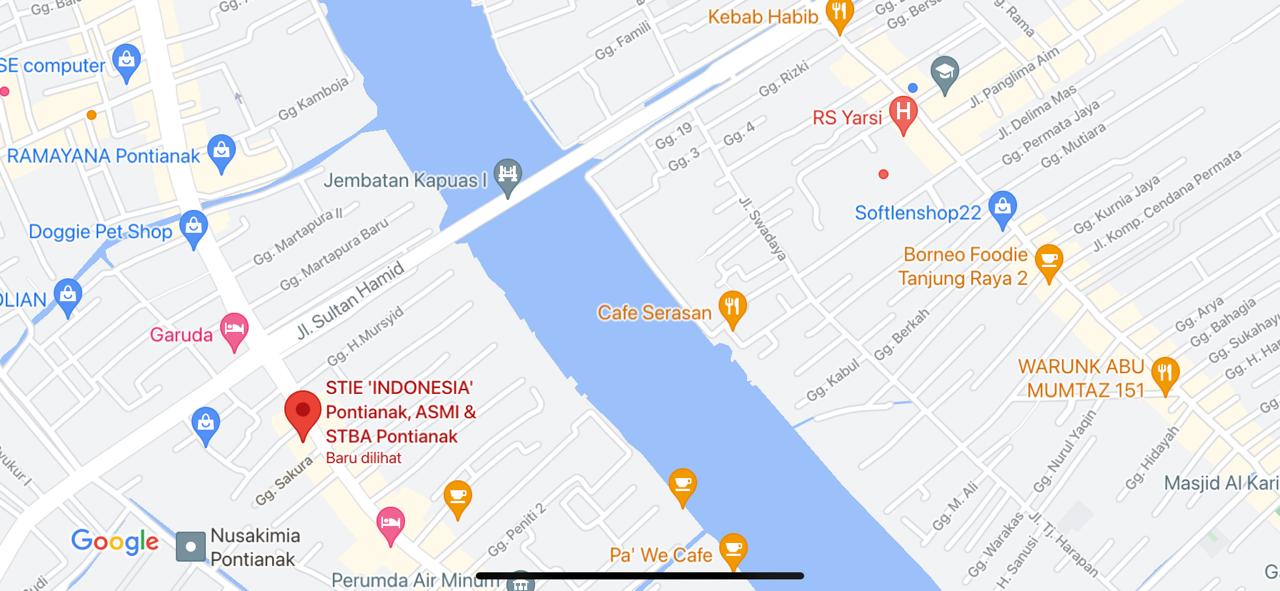 Gg. Famili
Kebab Habib
Gg. Rama
SE computer
Gg Kamboja
Gg. Rizki
Jl. Panglima Aim
RS Yarsi
Jl. Delima Mas
Gg. Permata Jaya
Gg. Mutiara
Gg. 19
Gg. 4
Gg. 3
RAMAYANA Pontianak
Jembatan Kapuas I
Jl. Swadaya
Softlenshop22
Gg. Kurnia Jaya
Jl. Komp. Cendana Permata
Doggie Pet Shop
Gg. Martapura II
Gg. Martapura Baru
Borneo Foodie
Tanjung Raya 2
OLIAN
Jl. Sultan Hamid
Garuda
Gg. H.Mursyid
Cafe Serasan
Gg. Berkah
Gg. Kabul
Gg. Arya
Gg. Bahagia
Gg. Sukahay
Gg. H. Har
WARUNK ABU
MUMTAZ 151
STIE 'INDONESIA'
Pontianak, ASMI &
STBA Pontianak
Baru dilihat
Gg. Sakura
yukur I
Gg. Nurul Yaqin
Gg. Hidayah
Masjid Al Kari
Gg. M. Ali
Gg. Peniti 2
Gg. Warakas
H. Sanusi
Jl. Tj. Harapan
Google
Nusakimia
Pontianak
Pa' We Cafe
Perumda Air Minum